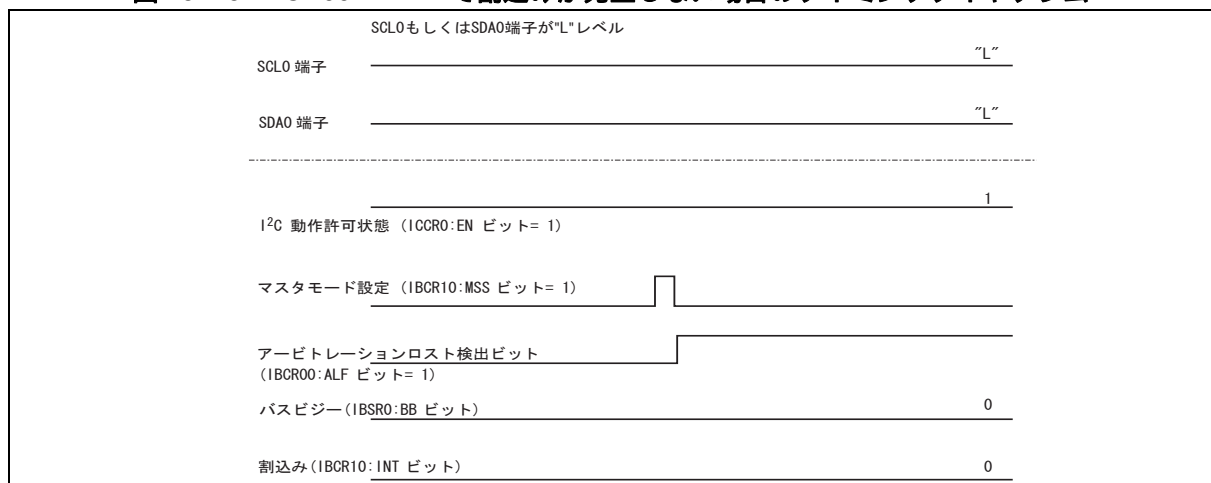 SCL0もしくはSDA0端子が"L"レベル
"L"
SCL0 端子
"L"
SDA0 端子
1
I²C 動作許可状態 (ICCR0:EN ビット= 1)
マスタモード設定 (IBCR10:MSS ビット= 1)
アービトレーションロスト検出ビット
(IBCR00:ALF ビット= 1)
バスビジー(IBSR0:BB ビット) 0
割込み(IBCR10:INT ビット) 0